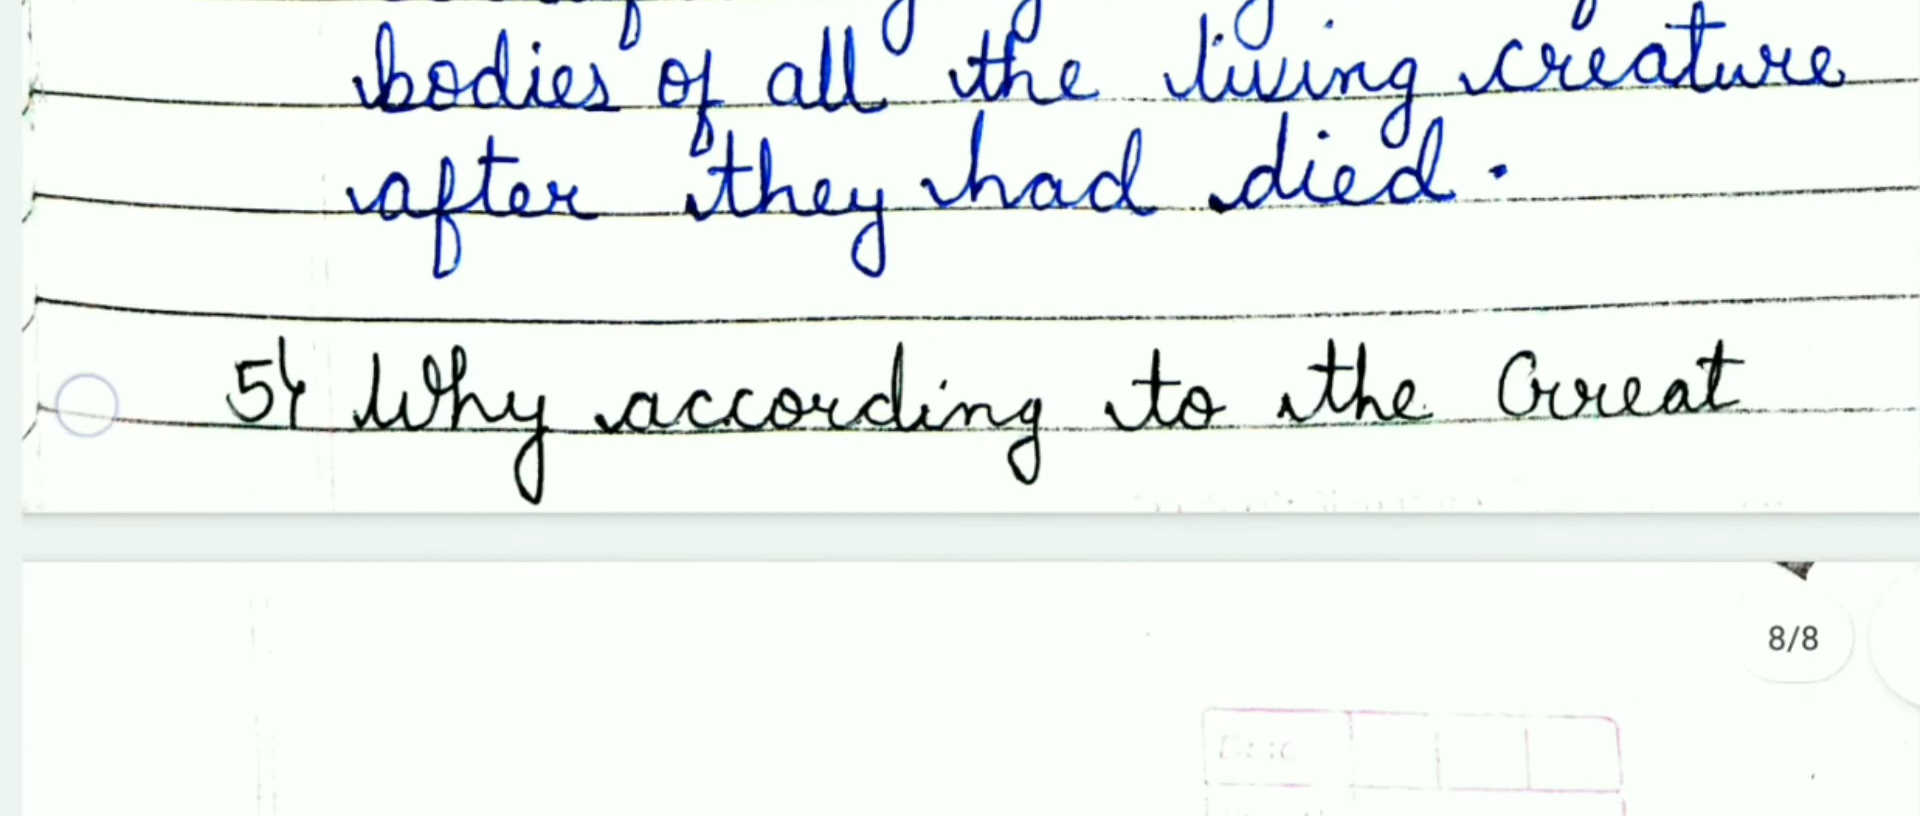 bodies of all the living creature
after they had died.
5) Why according to the Great
8/8